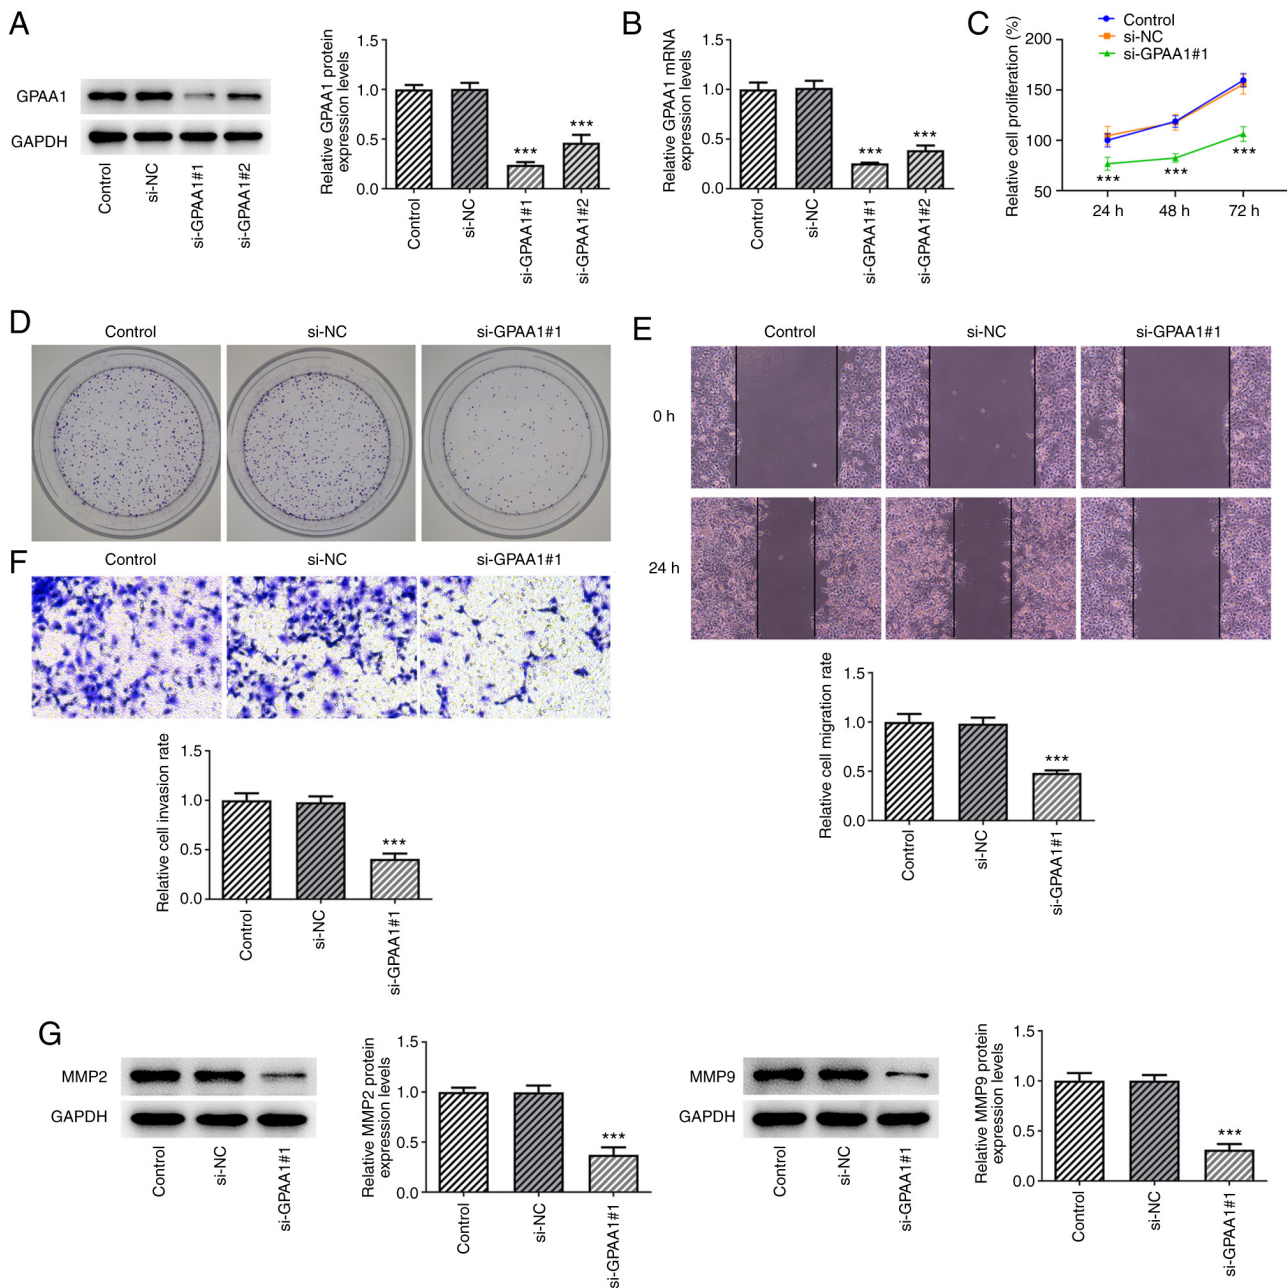 A
GPAA1
GAPDH
Control
si-NC
si-GPAA1#1
si-GPAA1#2
Relative GPAA1 protein
expression levels
1.5
1.0
0.5
0.0
***
***
Control
si-NC
si-GPAA1#1
si-GPAA1#2
B
Relative GPAA1 mRNA
expression levels
1.5
1.0
0.5
0.0
***
***
Control
si-NC
si-GPAA1#1
si-GPAA1#2
C
Control
si-NC
si-GPAA1#1
Relative cell proliferation (%)
200
150
100
50
***
***
***
24 h
48 h
72 h
D
Control
si-NC
si-GPAA1#1
E
Control
si-NC
si-GPAA1#1
0 h
24 h
Relative cell migration rate
1.5
1.0
0.5
0.0
***
Control
si-NC
si-GPAA1#1
F
Control
si-NC
si-GPAA1#1
Relative cell invasion rate
1.5
1.0
0.5
0.0
***
Control
si-NC
si-GPAA1#1
G
MMP2
GAPDH
Control
si-NC
si-GPAA1#1
Relative MMP2 protein
expression levels
1.5
1.0
0.5
0.0
***
Control
si-NC
si-GPAA1#1
MMP9
GAPDH
Control
si-NC
si-GPAA1#1
Relative MMP9 protein
expression levels
1.5
1.0
0.5
0.0
***
Control
si-NC
si-GPAA1#1